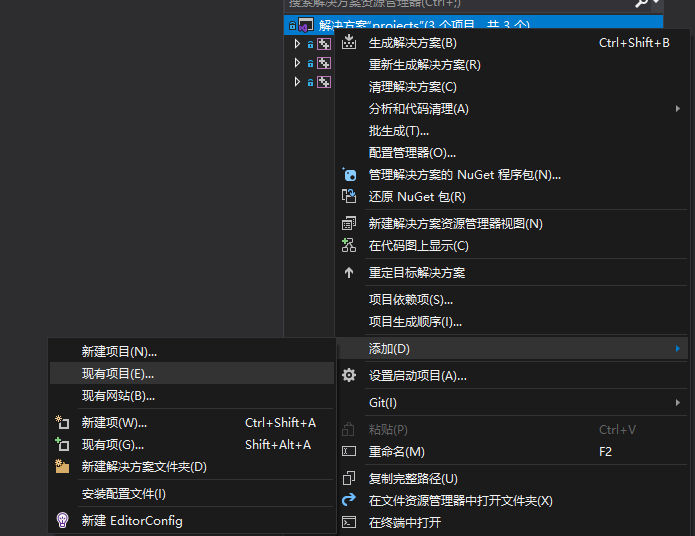 搜索解决方案资源管理器(Ctrl+;)
解决方案"projects"(3 个项目，共 3 个)
生成解决方案(B) Ctrl+Shift+B
重新生成解决方案(R)
清理解决方案(C)
分析和代码清理(A)
批生成(T)...
配置管理器(O)...
管理解决方案的 NuGet 程序包(N)...
还原 NuGet 包(R)
新建解决方案资源管理器视图(N)
在代码图上显示(C)
重定目标解决方案
项目依赖项(S)...
项目生成顺序(I)...
添加(D)
设置启动项目(A)...
Git(I)
粘贴(P) Ctrl+V
重命名(M) F2
复制完整路径(U)
在文件资源管理器中打开文件夹(X)
在终端中打开
新建项目(N)...
现有项目(E)...
现有网站(B)...
新建项(W)... Ctrl+Shift+A
现有项(G)... Shift+Alt+A
新建解决方案文件夹(D)
安装配置文件(I)
新建 EditorConfig